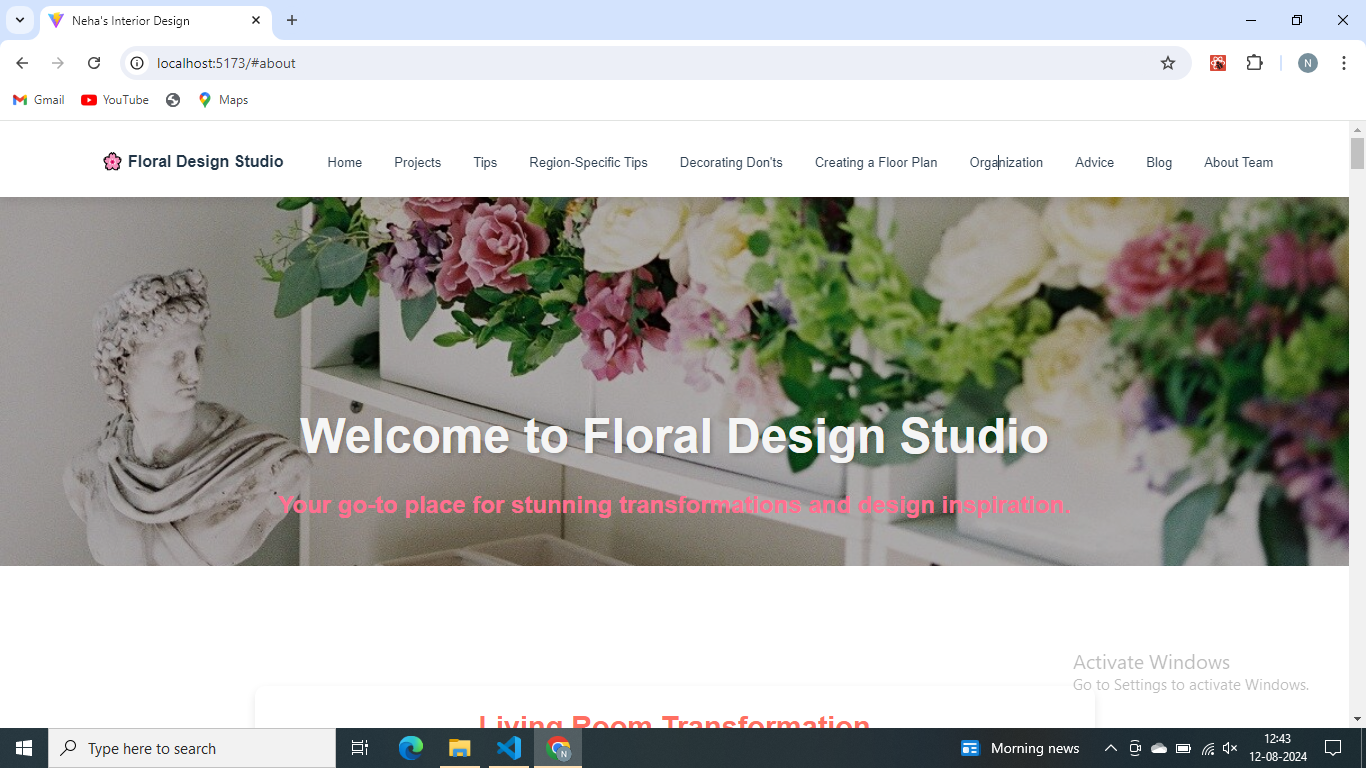 Neha's Interior Design
localhost:5173/#about
N
Gmail
YouTube
Maps
Floral Design Studio
Home
Projects
Tips
Region-Specific Tips
Decorating Don'ts
Creating a Floor Plan
Organization
Advice
Blog
About Team
Welcome to Floral Design Studio
Your go-to place for stunning transformations and design inspiration.
Living Room Transformation
Activate Windows
Go to Settings to activate Windows.
Type here to search
N
Morning news
12:43
12-08-2024